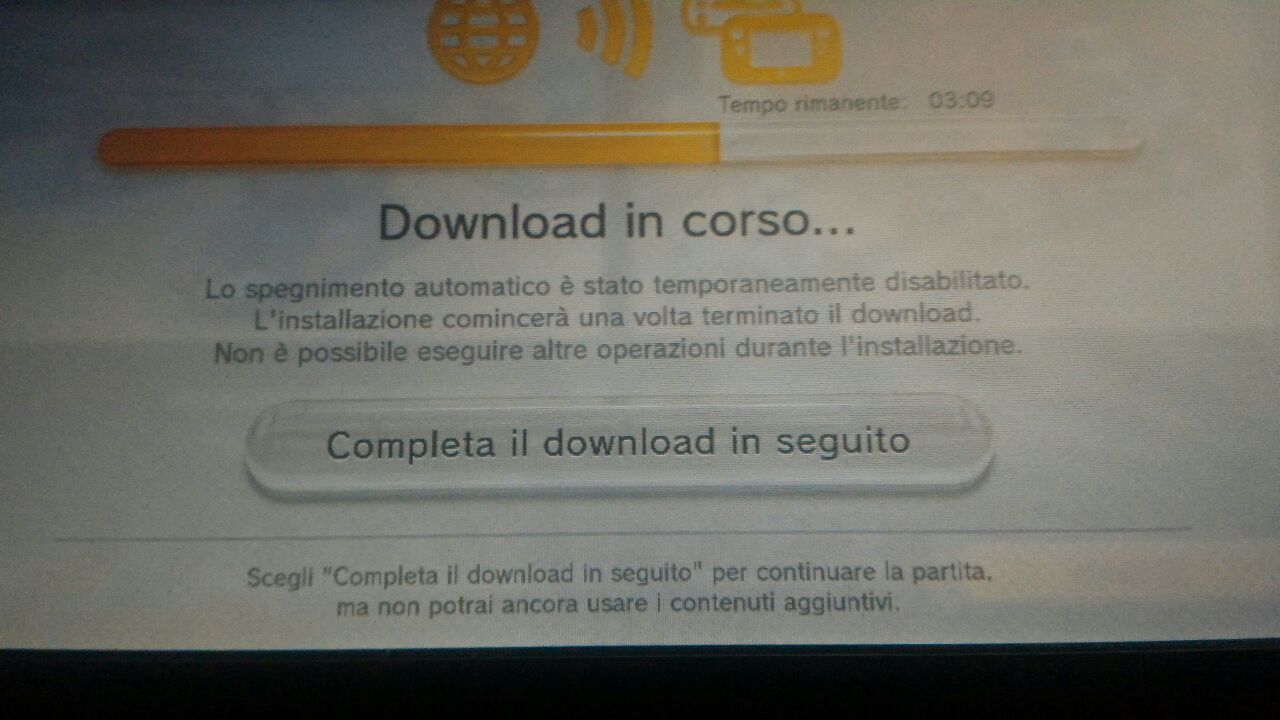 Tempo rimanente: 03:09
Download in corso...
Lo spegnimento automatico è stato temporaneamente disabilitato.
L'installazione comincerà una volta terminato il download.
Non è possibile eseguire altre operazioni durante l'installazione.
Completa il download in seguito
Scegli "Completa il download in seguito" per continuare la partita,
ma non potrai ancora usare i contenuti aggiuntivi.